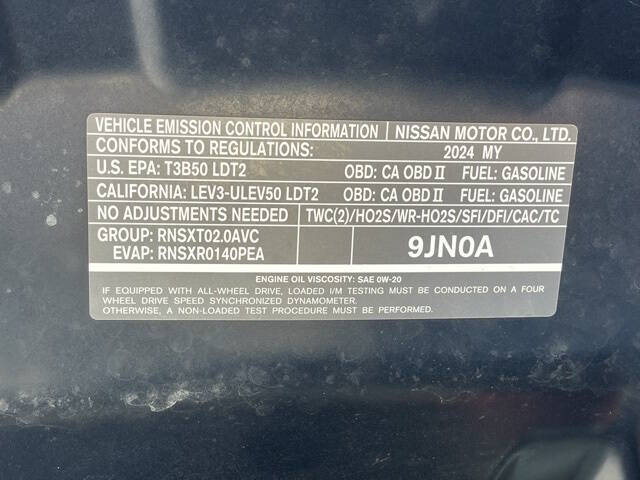 VEHICLE EMISSION CONTROL INFORMATION NISSAN MOTOR CO., LTD.
CONFORMS TO REGULATIONS: 2024 MY
U.S. EPA: T3B50 LDT2 OBD: CA OBD II FUEL: GASOLINE
CALIFORNIA: LEV3-ULEV50 LDT2 OBD: CA OBD II FUEL: GASOLINE
NO ADJUSTMENTS NEEDED TWC(2)/HO2S/WR-HO2S/SFI/DFI/CAC/TC
GROUP: RNSXT02.0AVC
EVAP: RNSXR0140PEA
9JN0A
ENGINE OIL VISCOSITY: SAE 0W-20
IF EQUIPPED WITH ALL-WHEEL DRIVE, LOADED I/M TESTING MUST BE CONDUCTED ON A FOUR
WHEEL DRIVE SPEED SYNCHRONIZED DYNAMOMETER.
OTHERWISE, A NON-LOADED TEST PROCEDURE MUST BE PERFORMED.